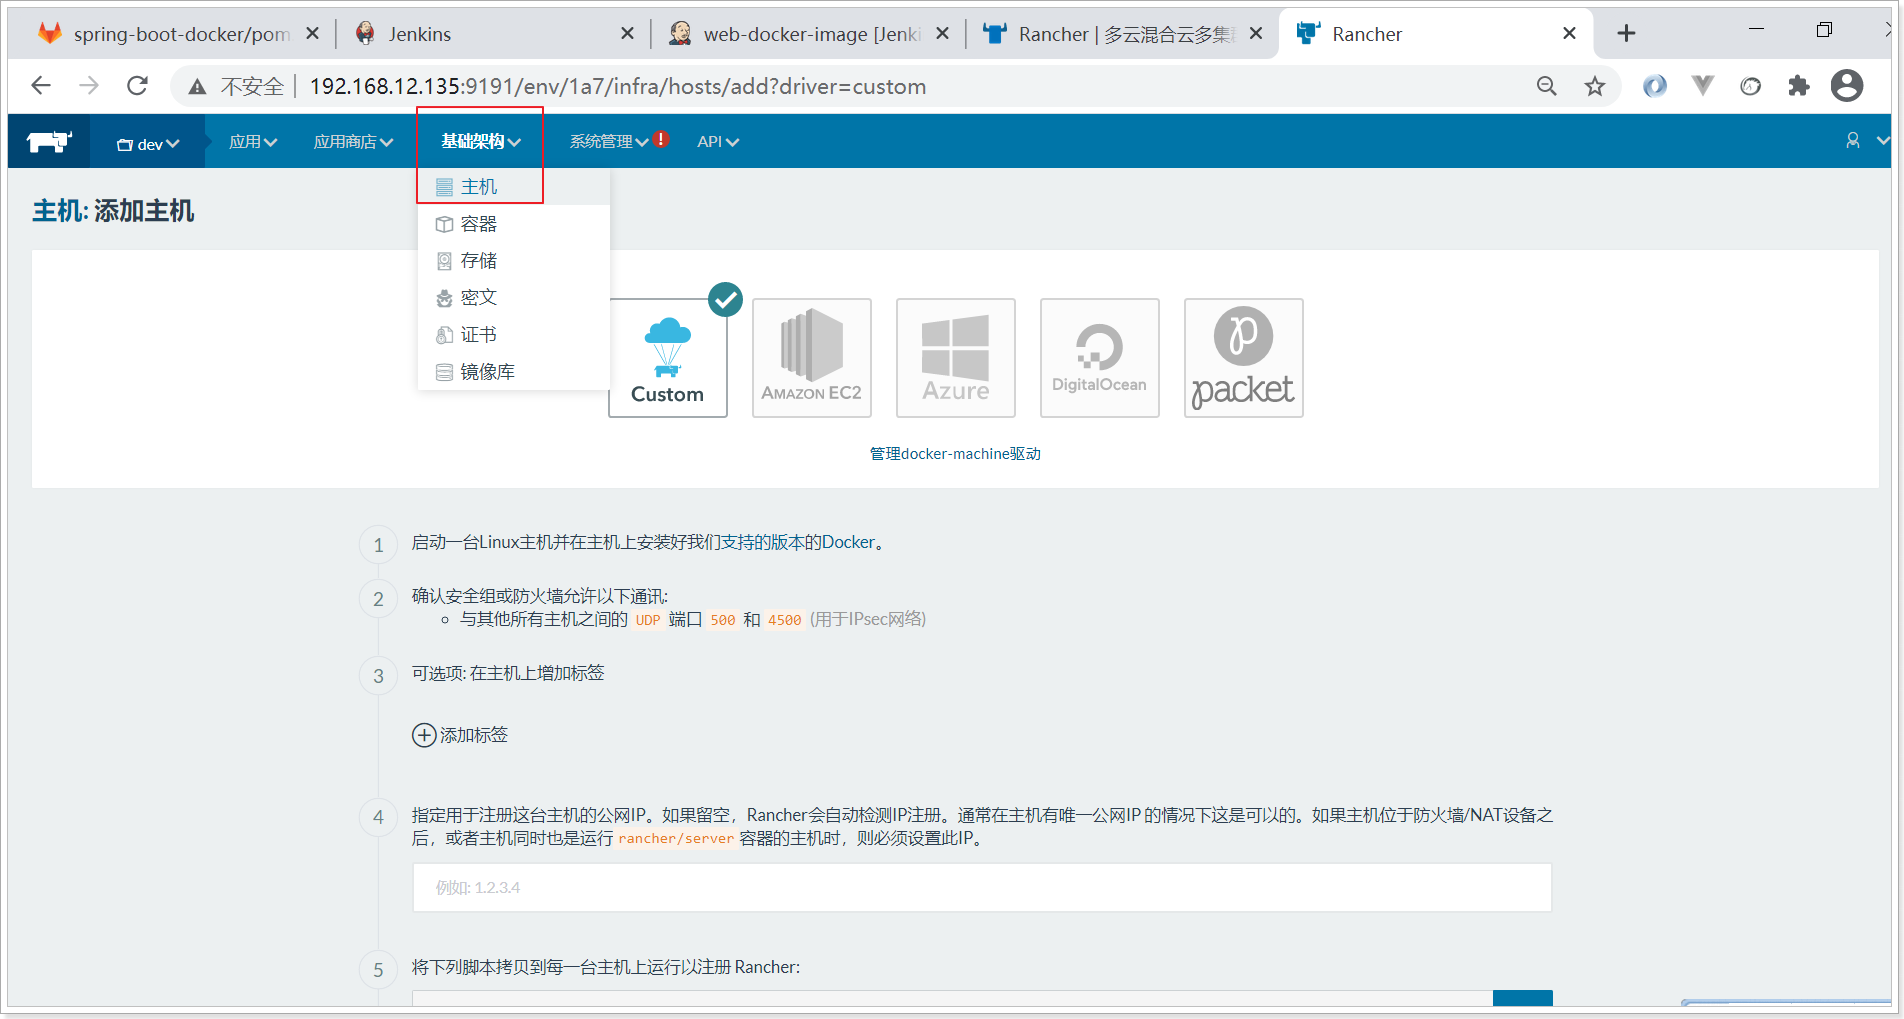 spring-boot-docker/pom
Jenkins
web-docker-image [Jenki
Rancher | 多云混合云多集群
Rancher
不安全
192.168.12.135:9191/env/1a7/infra/hosts/add?driver=custom
dev
应用
应用商店
基础架构
系统管理
API
主机
容器
存储
密文
证书
镜像库
主机: 添加主机
Custom
AMAZON EC2
Azure
DigitalOcean
packet
管理docker-machine驱动
1
启动一台Linux主机并在主机上安装好我们支持的版本的Docker。
2
确认安全组或防火墙允许以下通讯:
与其他所有主机之间的 UDP 端口 500 和 4500 (用于IPsec网络)
3
可选项: 在主机上增加标签
添加标签
4
指定用于注册这台主机的公网IP。如果留空，Rancher会自动检测IP注册。通常在主机有唯一公网IP 的情况下这是可以的。如果主机位于防火墙/NAT设备之
后，或者主机同时也是运行 rancher/server 容器的主机时，则必须设置此IP。
例如: 1.2.3.4
5
将下列脚本拷贝到每一台主机上运行以注册 Rancher: